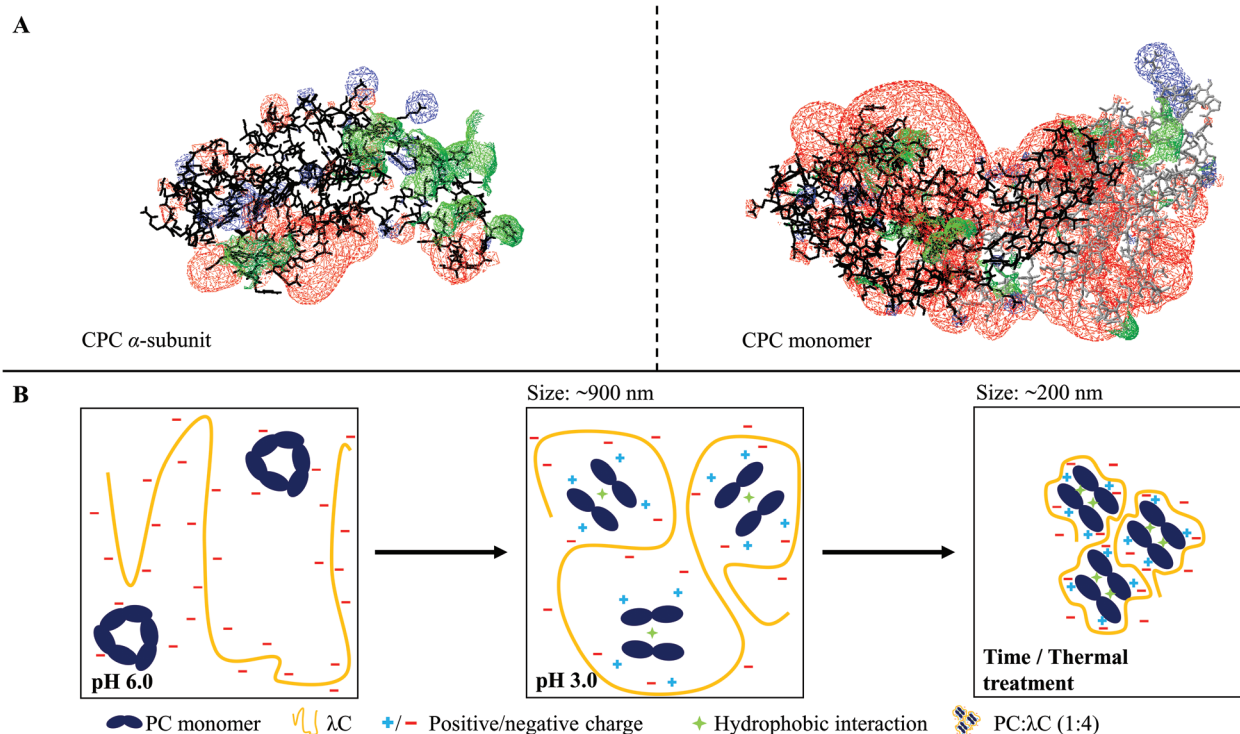 A
CPC α-subunit
CPC monomer
B
Size: ~900 nm
Size: ~200 nm
pH 6.0
pH 3.0
Time / Thermal
treatment
PC monomer
λC
+/− Positive/negative charge
Hydrophobic interaction
PC:λC (1:4)